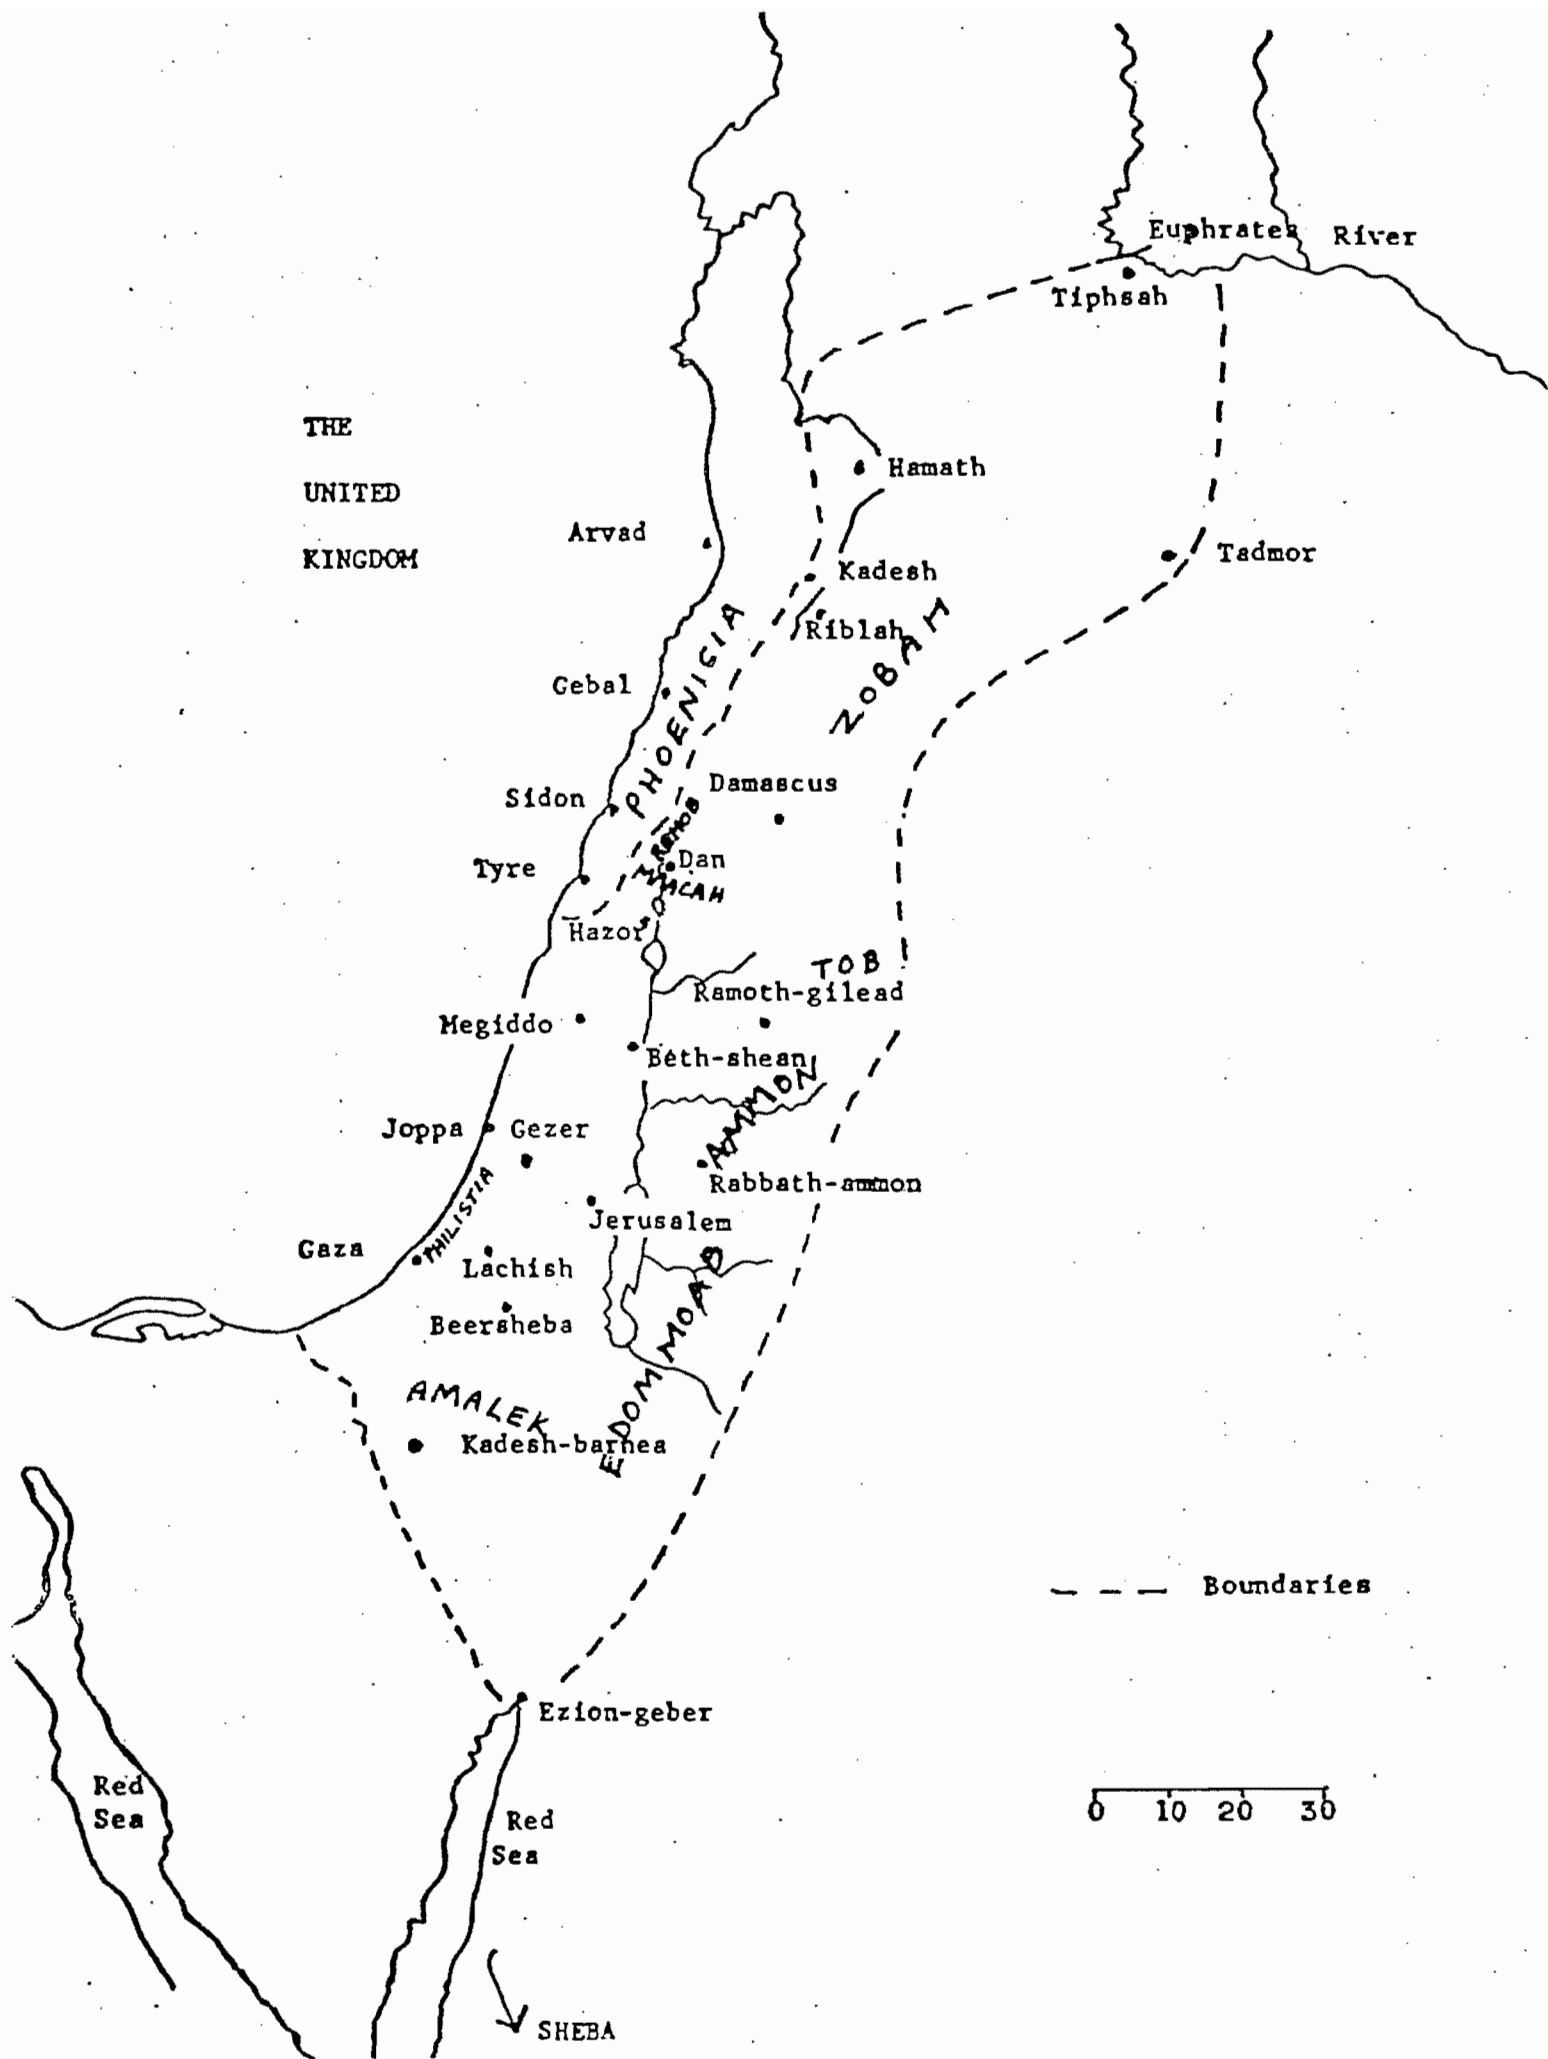 Euphrates River
Tiphsah
THE
UNITED
KINGDOM
Hamath
Arvad
Tadmor
Kadesh
Riblah
ZOBAH
PHOENICIA
Gebal
Damascus
Sidon
REHOB
Tyre
Dan
MAACAH
Hazor
TOB
Ramoth-gilead
Megiddo
Beth-shean
AMMON
Joppa
Gezer
Rabbath-ammon
PHILISTIA
Jerusalem
Gaza
Lachish
MOAB
Beersheba
AMALEK
EDOM
Kadesh-barnea
Boundaries
Ezion-geber
Red
Sea
0 10 20 30
Red
Sea
SHEBA